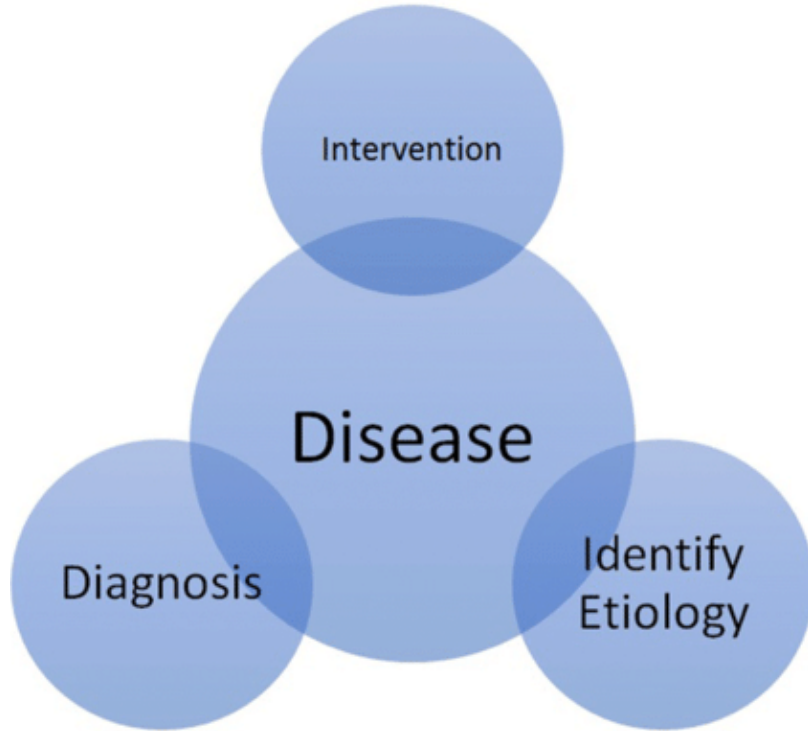 Intervention
Disease
Diagnosis
Identify
Etiology